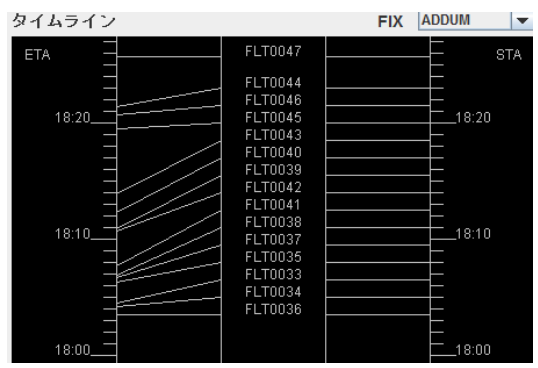 タイムライン FIX ADDUM
ETA FLT0047 STA
FLT0044
FLT0046
18:20 FLT0045 18:20
FLT0043
FLT0040
FLT0039
FLT0042
FLT0041
FLT0038
18:10 FLT0037 18:10
FLT0035
FLT0033
FLT0034
FLT0036
18:00 18:00